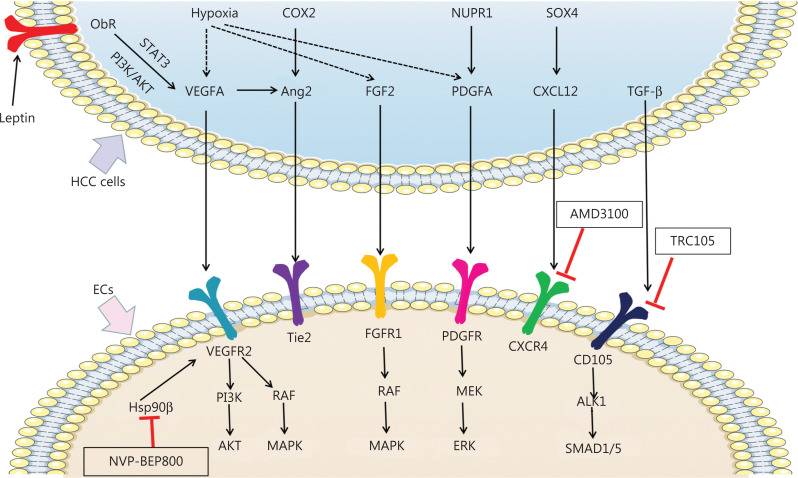 ObR
Hypoxia
COX2
NUPR1
SOX4
STAT3
PI3K/AKT
VEGFA
Ang2
FGF2
PDGFA
CXCL12
TGF-β
Leptin
HCC cells
AMD3100
TRC105
ECs
VEGFR2
Tie2
FGFR1
PDGFR
CXCR4
CD105
Hsp90β
PI3K
RAF
RAF
MEK
ALK1
NVP-BEP800
AKT
MAPK
MAPK
ERK
SMAD1/5